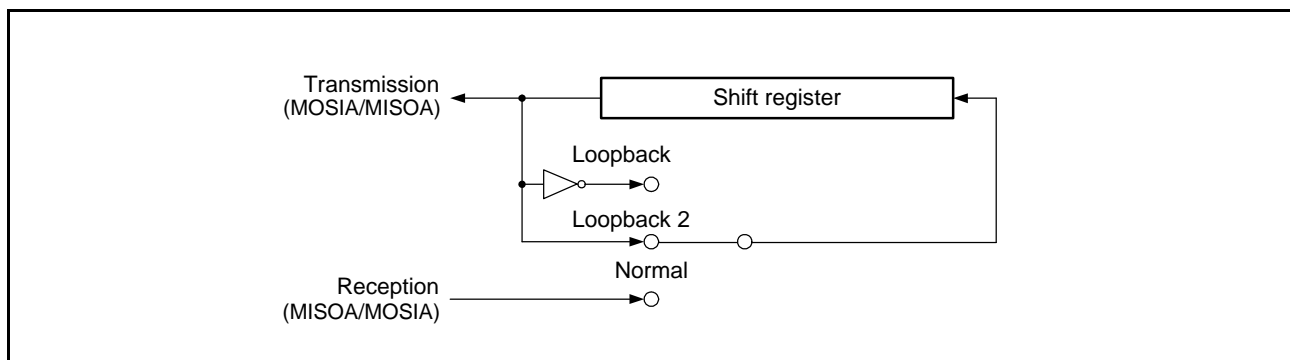 Transmission
(MOSIA/MISOA)
Shift register
Loopback
Loopback 2
Normal
Reception
(MISOA/MOSIA)